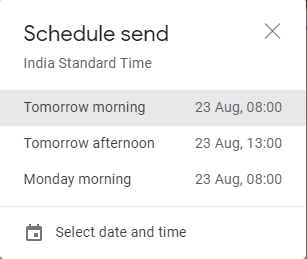 Schedule send
India Standard Time
Tomorrow morning 23 Aug, 08:00
Tomorrow afternoon 23 Aug, 13:00
Monday morning 23 Aug, 08:00
Select date and time